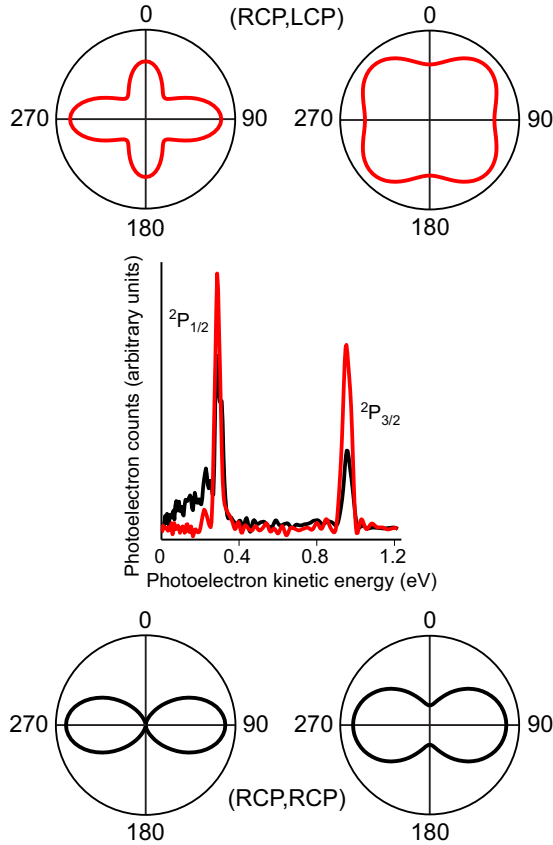 0 (RCP,LCP) 0
270 90 270 90
180 180
Photoelectron counts (arbitrary units)
²P₁/₂
²P₃/₂
0 0.4 0.8 1.2
Photoelectron kinetic energy (eV)
0 0
270 90 270 90
(RCP,RCP)
180 180